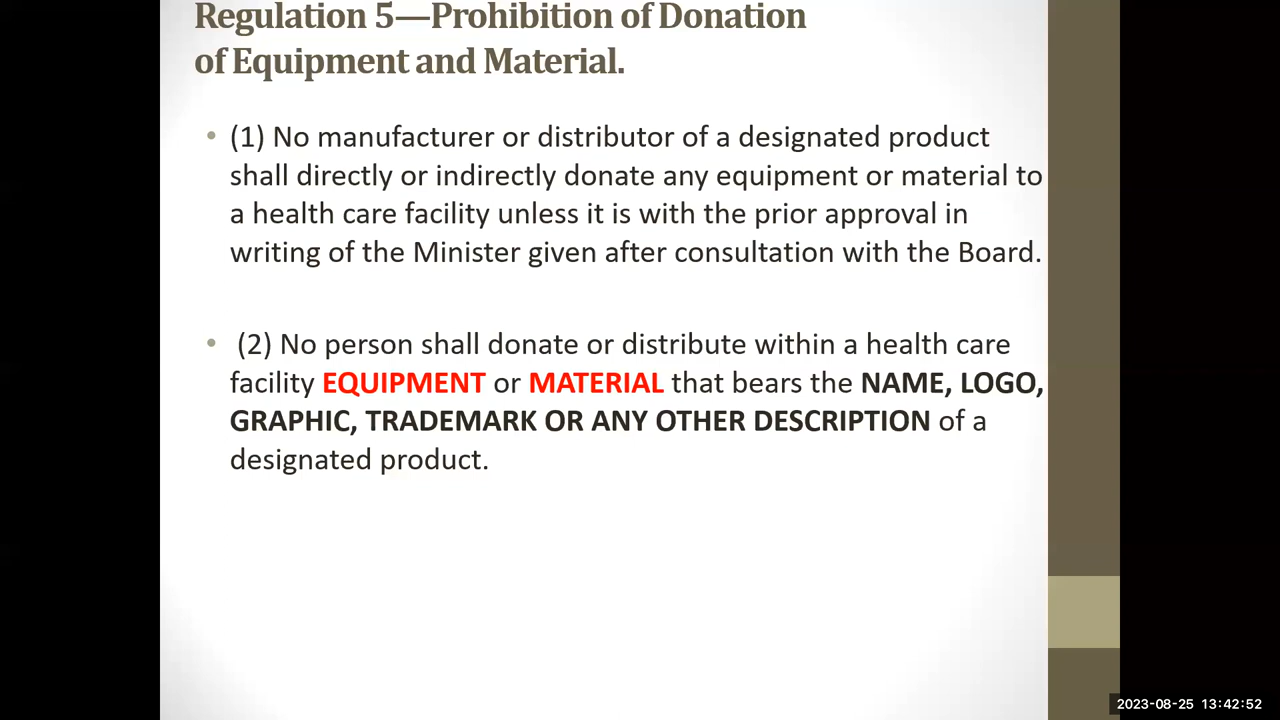 Regulation 5—Prohibition of Donation
of Equipment and Material.
• (1) No manufacturer or distributor of a designated product
shall directly or indirectly donate any equipment or material to
a health care facility unless it is with the prior approval in
writing of the Minister given after consultation with the Board.
• (2) No person shall donate or distribute within a health care
facility EQUIPMENT or MATERIAL that bears the NAME, LOGO,
GRAPHIC, TRADEMARK OR ANY OTHER DESCRIPTION of a
designated product.
2023-08-25 13:42:52